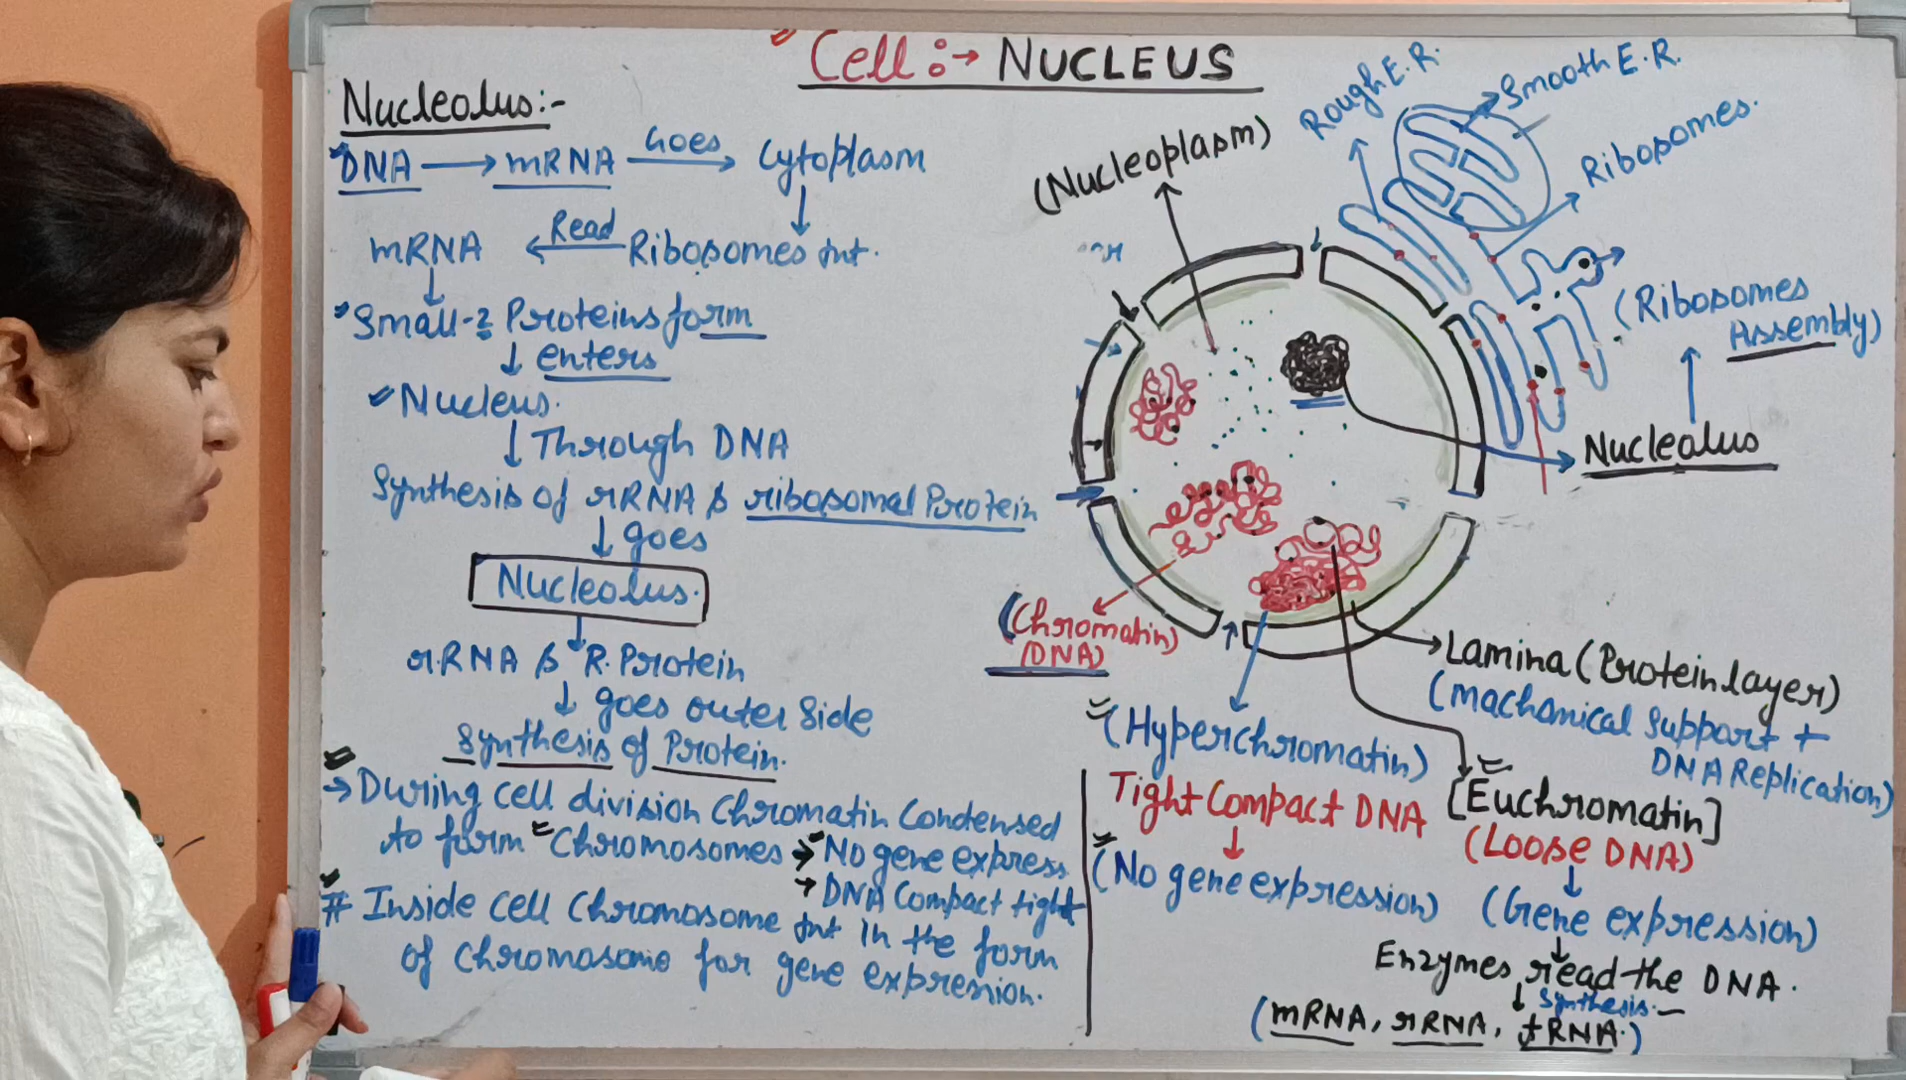 Cell :→ NUCLEUS
Nucleolus:-
DNA → mRNA Goes → Cytoplasm
mRNA ← Read Ribosomes fnt.
↓
Small-2 Proteins form
↓ enters
Nucleus.
↓ Through DNA
Synthesis of rRNA & ribosomal Protein
↓ goes
Nucleolus.
↓
r.RNA & R.Protein
↓ goes outer Side
Synthesis of Protein.
→ During cell division Chromatin Condensed
to form Chromosomes → No gene express
→ DNA Compact tight
# Inside cell Chromosome fnt in the form
of Chromosome for gene expression.
(Nucleoplasm)
Rough E.R.
Smooth E.R.
Ribosomes.
(Ribosomes
Assembly)
↑
Nucleolus
(Chromatin)
(DNA)
Lamina (Protein layer)
(machanical Support +
DNA Replication)
(Hyperchromatin)
Tight Compact DNA
↓
(No gene expression)
[Euchromatin]
(Loose DNA)
↓
(Gene expression)
↓
Enzymes read the DNA.
↓ Synthesis.
(mRNA, rRNA, tRNA.)